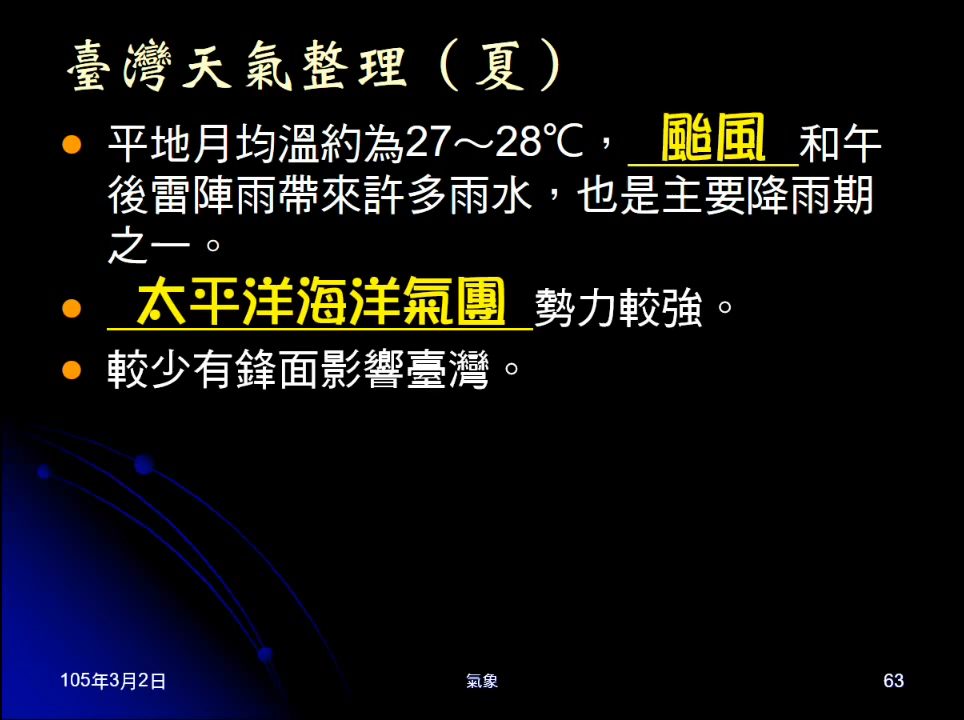 臺灣天氣整理（夏）
平地月均溫約為27～28℃，颱風和午
後雷陣雨帶來許多雨水，也是主要降雨期
之一。
太平洋海洋氣團勢力較強。
較少有鋒面影響臺灣。
105年3月2日
氣象
63